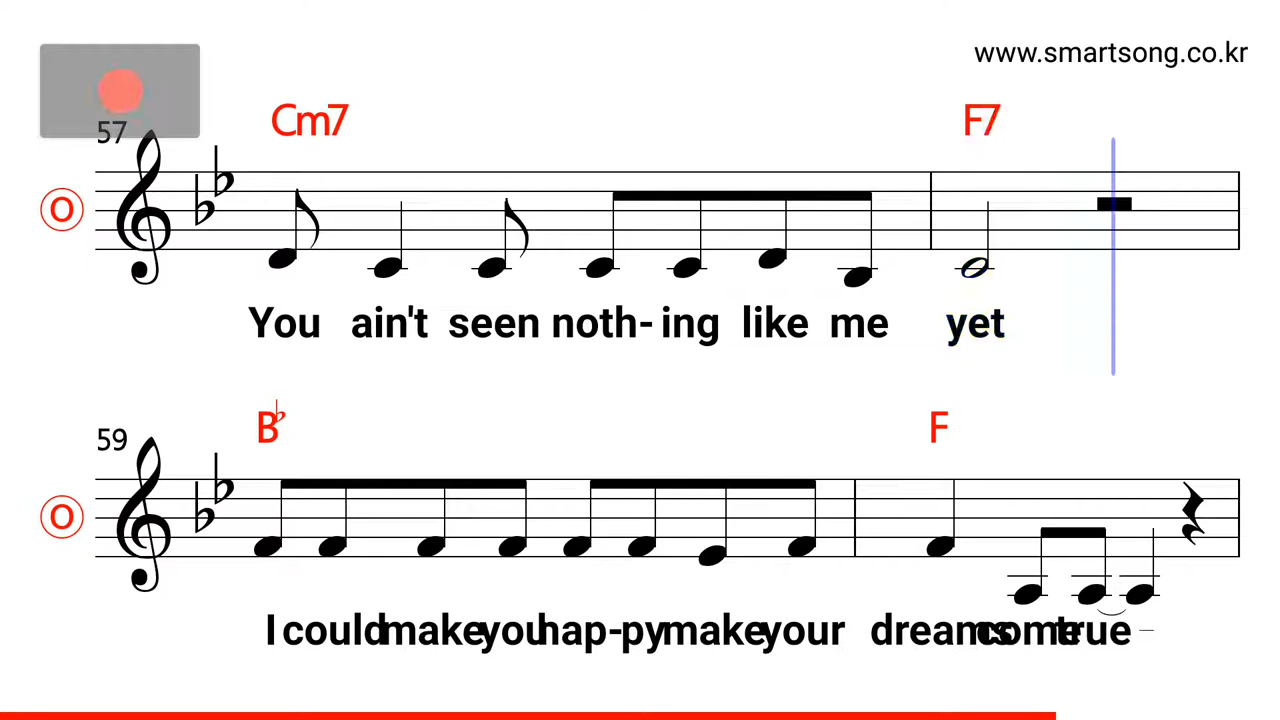 www.smartsong.co.kr
57 Cm7 F7
O
You ain't seen noth- ing like me yet
59 B♭ F
O
I could make you hap- py make your dreams come true